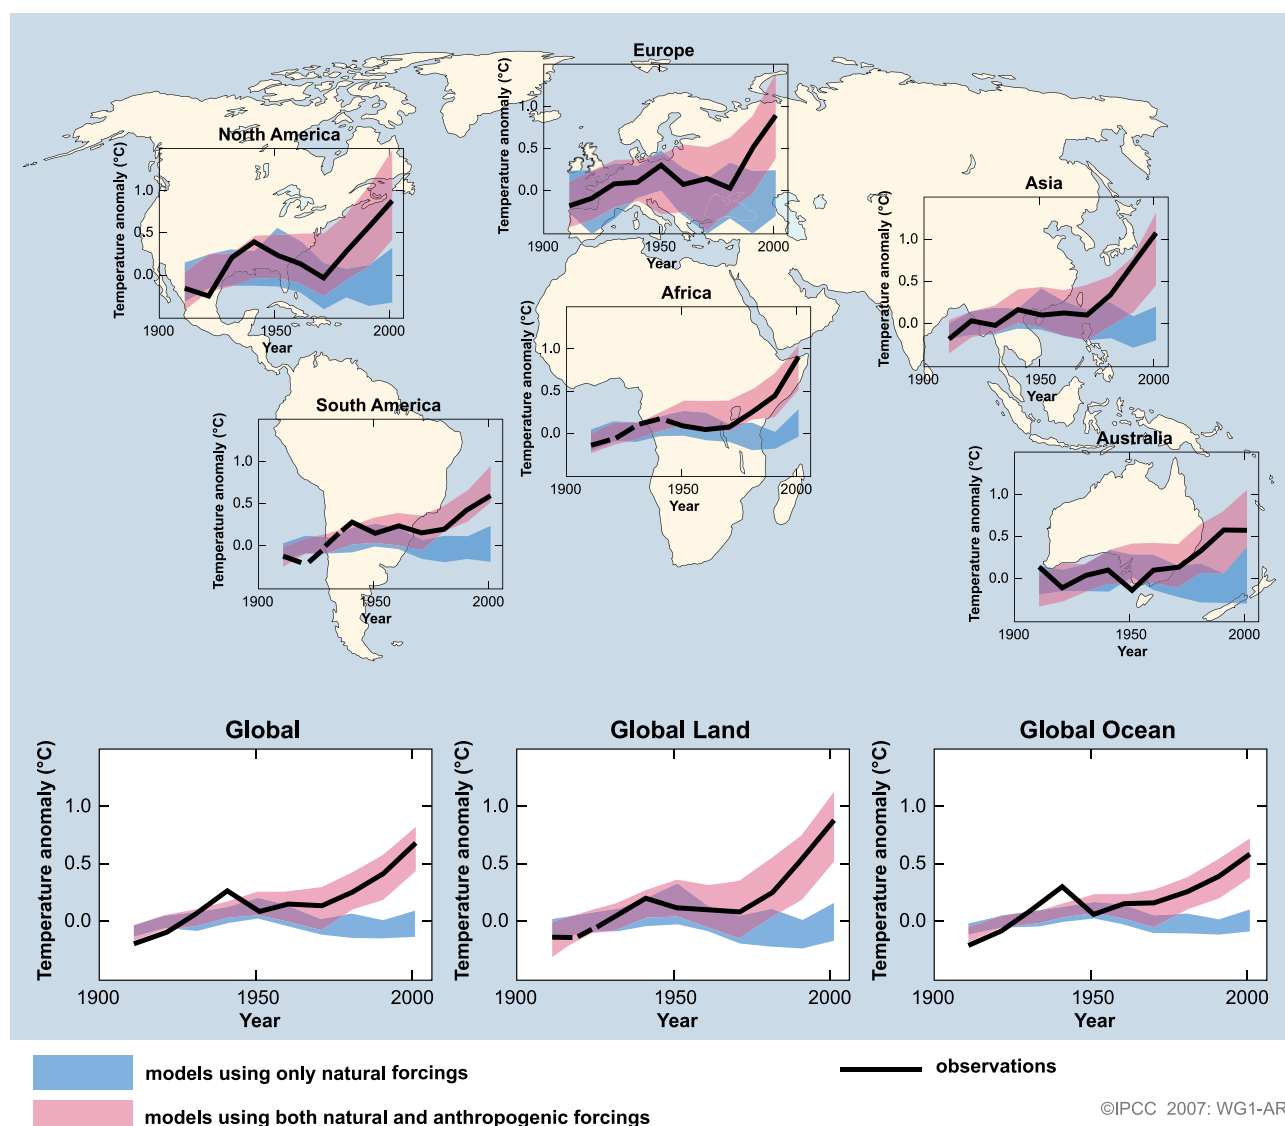 Europe
Temperature anomaly (°C)
1.0
0.5
0.0
1900
1950
2000
Year
North America
Temperature anomaly (°C)
1.0
0.5
0.0
1900
1950
2000
Year
Asia
Temperature anomaly (°C)
1.0
0.5
0.0
1900
1950
2000
Year
Africa
Temperature anomaly (°C)
1.0
0.5
0.0
1900
1950
2000
Year
South America
Temperature anomaly (°C)
1.0
0.5
0.0
1900
1950
2000
Year
Australia
Temperature anomaly (°C)
1.0
0.5
0.0
1900
1950
2000
Year
Global
Temperature anomaly (°C)
1.0
0.5
0.0
1900
1950
2000
Year
Global Land
Temperature anomaly (°C)
1.0
0.5
0.0
1900
1950
2000
Year
Global Ocean
Temperature anomaly (°C)
1.0
0.5
0.0
1900
1950
2000
Year
models using only natural forcings
observations
models using both natural and anthropogenic forcings
©IPCC 2007: WG1-AR